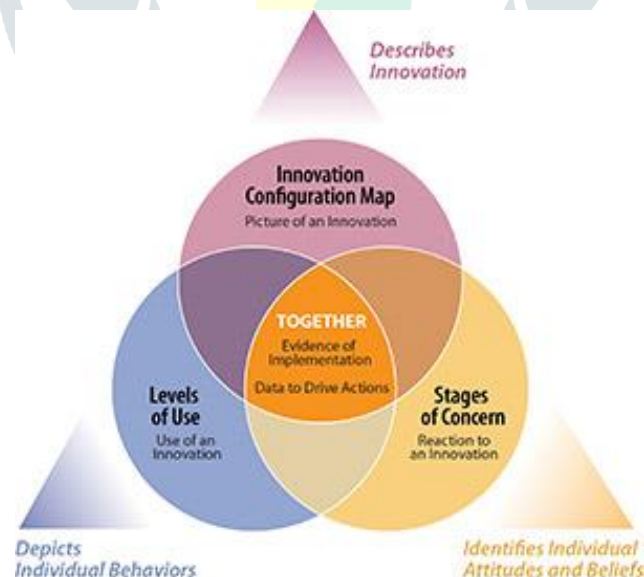 Describes
Innovation
Innovation
Configuration Map
Picture of an Innovation
TOGETHER
Evidence of
Implementation
Data to Drive Actions
Levels
of Use
Use of an
Innovation
Stages
of Concern
Reaction to
an Innovation
Depicts
Individual Behaviors
Identifies Individual
Attitudes and Beliefs